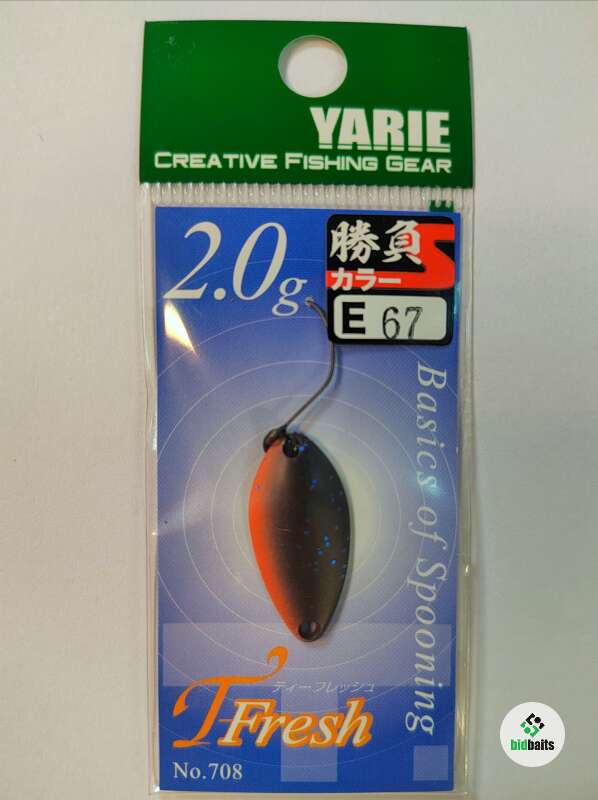 YARIE
CREATIVE FISHING GEAR
2.0g
勝負
カラー
E 67
Basics of Spooning
ティー・フレッシュ
T-Fresh
No.708
bidbaits